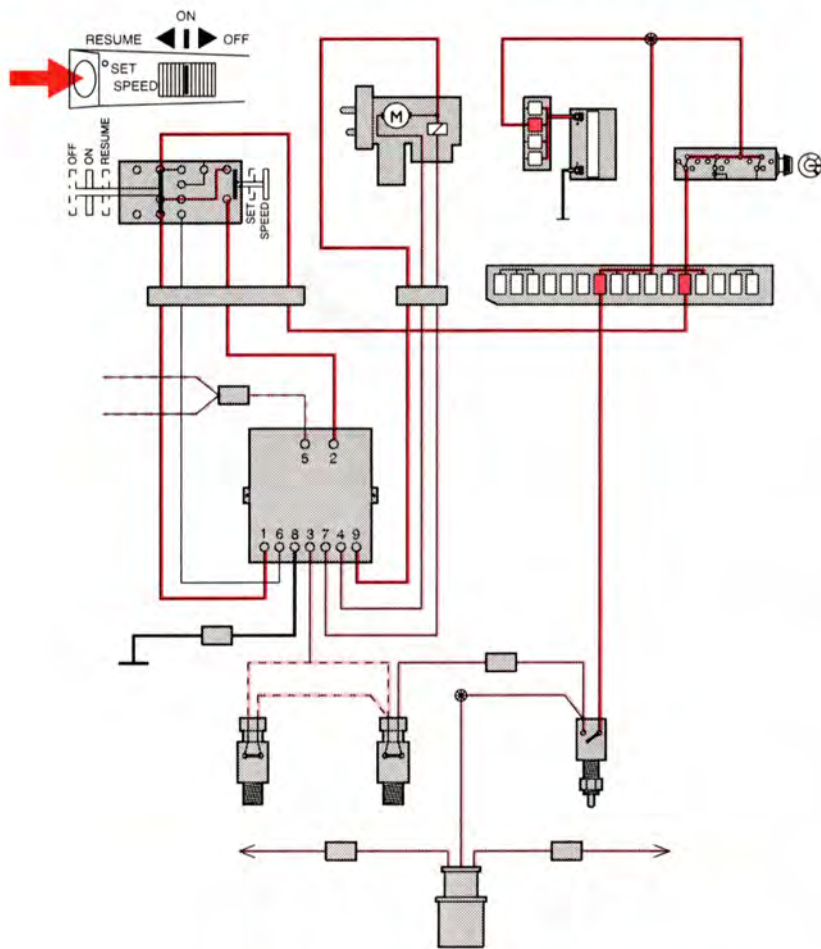 ON
RESUME OFF
SET
SPEED
OFF
ON
RESUME
SET
SPEED
M
5 2
1 6 8 3 7 4 9